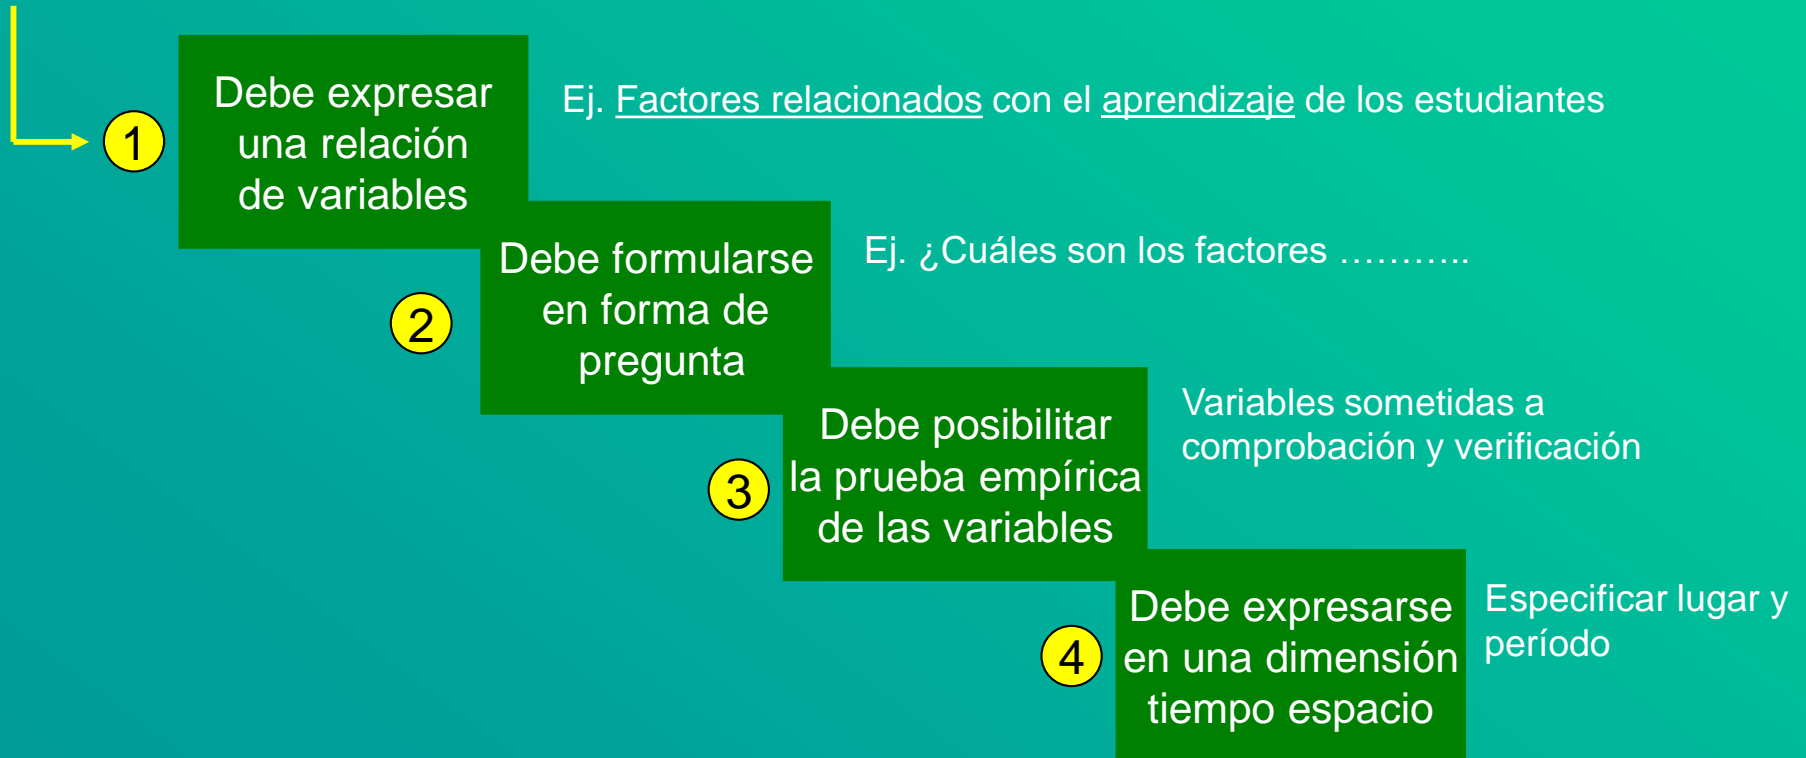 1
Debe expresar
una relación
de variables
Ej. Factores relacionados con el aprendizaje de los estudiantes
2
Debe formularse
en forma de
pregunta
Ej. ¿Cuáles son los factores ………..
3
Debe posibilitar
la prueba empírica
de las variables
Variables sometidas a
comprobación y verificación
4
Debe expresarse
en una dimensión
tiempo espacio
Especificar lugar y
período